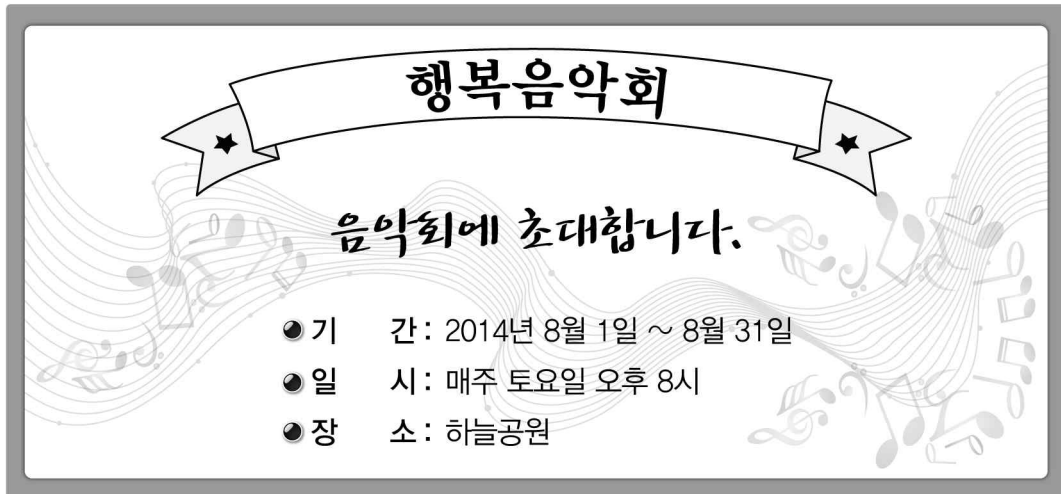 행복음악회
음악회에 초대합니다.
기 간 : 2014년 8월 1일 ~ 8월 31일
일 시 : 매주 토요일 오후 8시
장 소 : 하늘공원